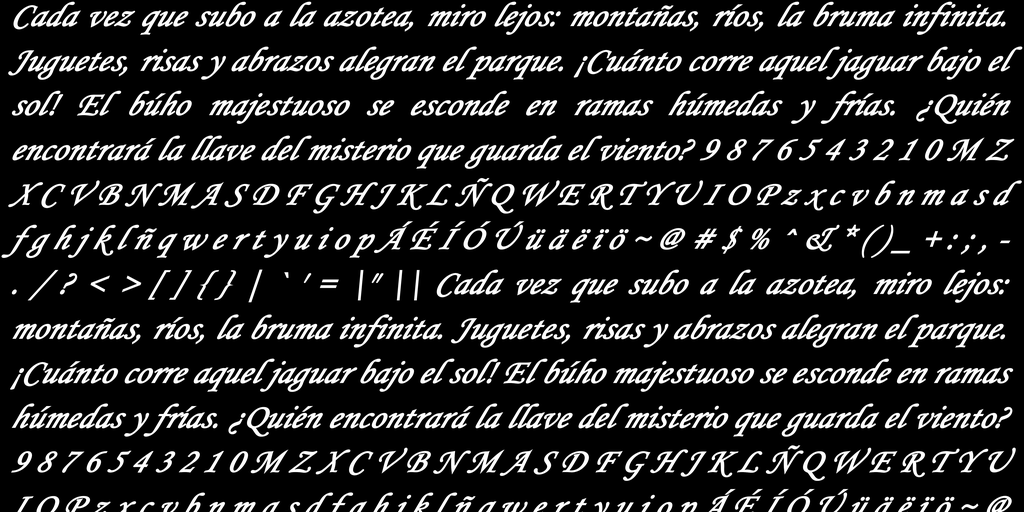 Cada vez que subo a la azotea, miro lejos: montañas, ríos, la bruma infinita.
Juguetes, risas y abrazos alegran el parque. ¡Cuánto corre aquel jaguar bajo el
sol! El búho majestuoso se esconde en ramas húmedas y frías. ¿Quién
encontrará la llave del misterio que guarda el viento? 9 8 7 6 5 4 3 2 1 0 M Z
X C V B N M A S D F G H J K L Ñ Q W E R T Y U I O P z x c v b n m a s d
f g h j k l ñ q w e r t y u i o p Á É Í Ó Ú ü ä ë ï ö ~ @ # $ % ^ & * ( ) _ + : ; , -
. / ? < > [ ] { } | ` ' = |" || Cada vez que subo a la azotea, miro lejos:
montañas, ríos, la bruma infinita. Juguetes, risas y abrazos alegran el parque.
¡Cuánto corre aquel jaguar bajo el sol! El búho majestuoso se esconde en ramas
húmedas y frías. ¿Quién encontrará la llave del misterio que guarda el viento?
9 8 7 6 5 4 3 2 1 0 M Z X C V B N M A S D F G H J K L Ñ Q W E R T Y U
I O P z x c v b n m a s d f g h j k l ñ q w e r t y u i o p Á É Í Ó Ú ü ä ë ï ö ~ @